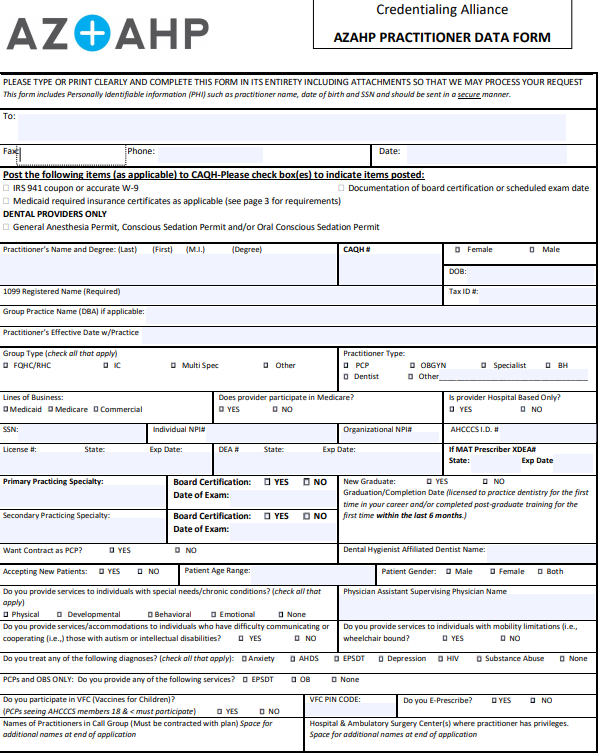 AZ AHP
Credentialing Alliance
AZAHP PRACTITIONER DATA FORM
PLEASE TYPE OR PRINT CLEARLY AND COMPLETE THIS FORM IN ITS ENTIRETY INCLUDING ATTACHMENTS SO THAT WE MAY PROCESS YOUR REQUEST
This form includes Personally Identifiable information (PHI) such as practitioner name, date of birth and SSN and should be sent in a secure manner.
To:
Fax: Phone: Date:
Post the following items (as applicable) to CAQH-Please check box(es) to indicate items posted:
IRS 941 coupon or accurate W-9 Documentation of board certification or scheduled exam date
Medicaid required insurance certificates as applicable (see page 3 for requirements)
DENTAL PROVIDERS ONLY
General Anesthesia Permit, Conscious Sedation Permit and/or Oral Conscious Sedation Permit
Practitioner's Name and Degree: (Last) (First) (M.I.) (Degree) CAQH # Female Male
DOB:
1099 Registered Name (Required) Tax ID #:
Group Practice Name (DBA) if applicable:
Practitioner's Effective Date w/Practice
Group Type (check all that apply) Practitioner Type:
FQHC/RHC IC Multi Spec Other PCP OBGYN Specialist BH
Dentist Other
Lines of Business: Does provider participate in Medicare? Is provider Hospital Based Only?
Medicaid Medicare Commercial YES NO YES NO
SSN: Individual NPI# Organizational NPI# AHCCCS I.D. #
License #: State: Exp Date: DEA # State: Exp Date: If MAT Prescriber XDEA#
State: Exp Date
Primary Practicing Specialty: Board Certification: YES NO New Graduate: YES NO
Date of Exam: Graduation/Completion Date (licensed to practice dentistry for the first
time in your career and/or completed post-graduate training for the
Secondary Practicing Specialty: Board Certification: YES NO first time within the last 6 months.)
Date of Exam:
Want Contract as PCP? YES NO Dental Hygienist Affiliated Dentist Name:
Accepting New Patients: YES NO Patient Age Range: Patient Gender: Male Female Both
Do you provide services to individuals with special needs/chronic conditions? (check all that Physician Assistant Supervising Physician Name
apply)
Physical Developmental Behavioral Emotional None
Do you provide services/accommodations to individuals who have difficulty communicating or Do you provide services to individuals with mobility limitations (i.e.,
cooperating (i.e.,) those with autism or intellectual disabilities? YES NO wheelchair bound? YES NO
Do you treat any of the following diagnoses? (check all that apply): Anxiety AHDS EPSDT Depression HIV Substance Abuse None
PCPs and OBS ONLY: Do you provide any of the following services? EPSDT OB None
Do you participate in VFC (Vaccines for Children)? VFC PIN CODE: Do you E-Prescribe? YES NO
(PCPs seeing AHCCCS members 18 & < must participate) YES NO
Names of Practitioners in Call Group (Must be contracted with plan) Space for Hospital & Ambulatory Surgery Center(s) where practitioner has privileges.
additional names at end of application Space for additional names at end of application